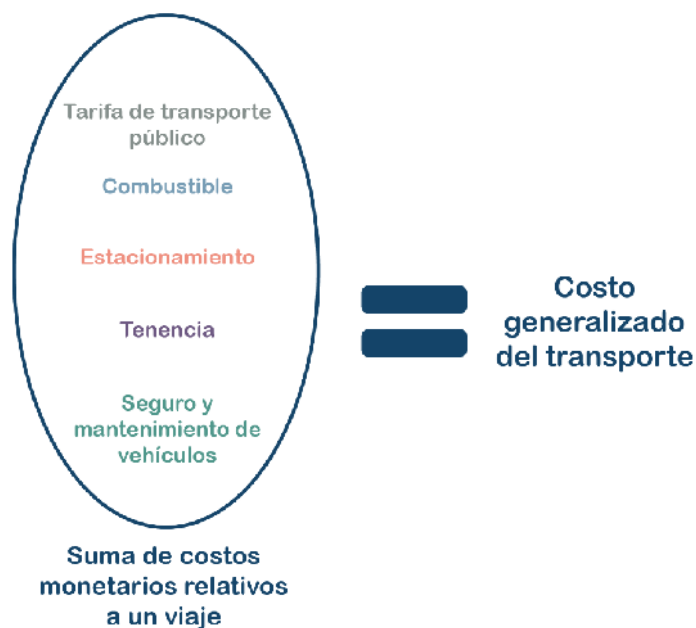 Tarifa de transporte
público
Combustible
Estacionamiento
Tenencia
Seguro y
mantenimiento de
vehículos
Suma de costos
monetarios relativos
a un viaje
Costo
generalizado
del transporte